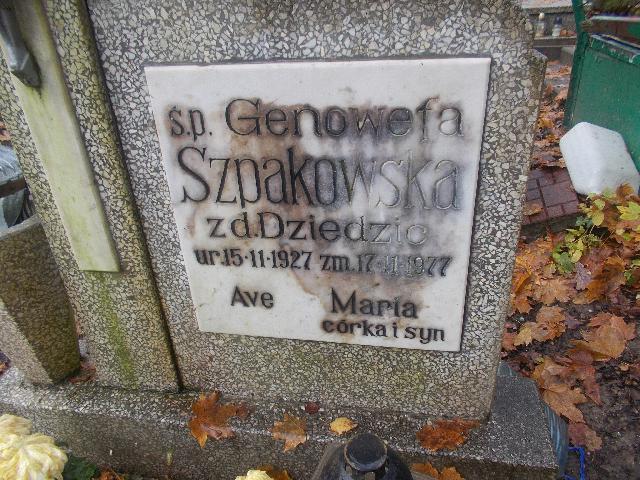 ś.p. Genowefa
Szpakowska
zd. Dziedzic
ur. 15·11·1927 zm. 17·11·1977
Ave Maria
córka i syn